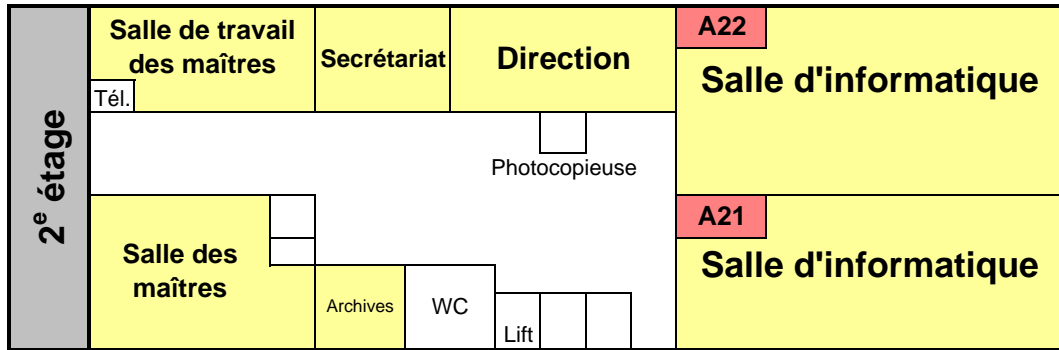 2e étage
Salle de travail
des maîtres
Tél.
Secrétariat
Direction
A22
Salle d'informatique
Photocopieuse
Salle des
maîtres
Archives
WC
Lift
A21
Salle d'informatique